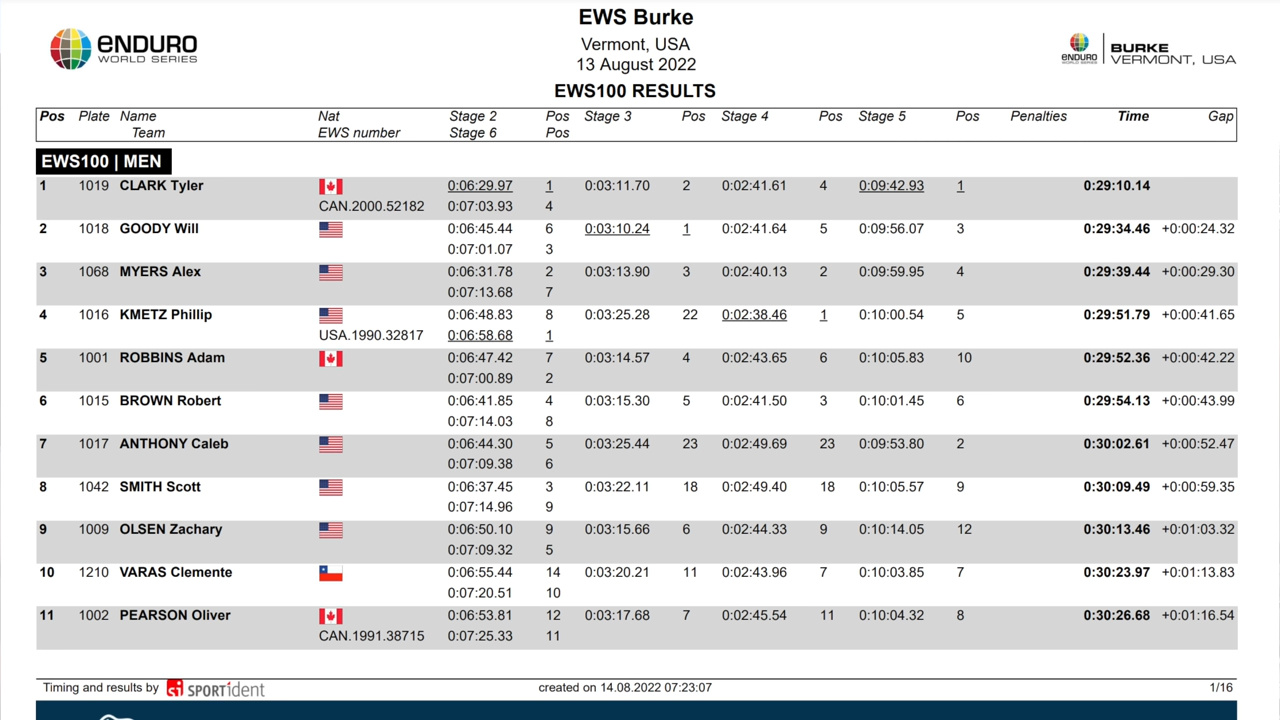 EWS Burke
Vermont, USA
13 August 2022
ENDURO
WORLD SERIES
ENDURO
WORLD SERIES
BURKE
VERMONT, USA
EWS100 RESULTS
Pos Plate Name Nat Stage 2 Pos Stage 3 Pos Stage 4 Pos Stage 5 Pos Penalties Time Gap
Team EWS number Stage 6 Pos
EWS100 | MEN
1 1019 CLARK Tyler 0:06:29.97 1 0:03:11.70 2 0:02:41.61 4 0:09:42.93 1 0:29:10.14
CAN.2000.52182 0:07:03.93 4
2 1018 GOODY Will 0:06:45.44 6 0:03:10.24 1 0:02:41.64 5 0:09:56.07 3 0:29:34.46 +0:00:24.32
0:07:01.07 3
3 1068 MYERS Alex 0:06:31.78 2 0:03:13.90 3 0:02:40.13 2 0:09:59.95 4 0:29:39.44 +0:00:29.30
0:07:13.68 7
4 1016 KMETZ Phillip 0:06:48.83 8 0:03:25.28 22 0:02:38.46 1 0:10:00.54 5 0:29:51.79 +0:00:41.65
USA.1990.32817 0:06:58.68 1
5 1001 ROBBINS Adam 0:06:47.42 7 0:03:14.57 4 0:02:43.65 6 0:10:05.83 10 0:29:52.36 +0:00:42.22
0:07:00.89 2
6 1015 BROWN Robert 0:06:41.85 4 0:03:15.30 5 0:02:41.50 3 0:10:01.45 6 0:29:54.13 +0:00:43.99
0:07:14.03 8
7 1017 ANTHONY Caleb 0:06:44.30 5 0:03:25.44 23 0:02:49.69 23 0:09:53.80 2 0:30:02.61 +0:00:52.47
0:07:09.38 6
8 1042 SMITH Scott 0:06:37.45 3 0:03:22.11 18 0:02:49.40 18 0:10:05.57 9 0:30:09.49 +0:00:59.35
0:07:14.96 9
9 1009 OLSEN Zachary 0:06:50.10 9 0:03:15.66 6 0:02:44.33 9 0:10:14.05 12 0:30:13.46 +0:01:03.32
0:07:09.32 5
10 1210 VARAS Clemente 0:06:55.44 14 0:03:20.21 11 0:02:43.96 7 0:10:03.85 7 0:30:23.97 +0:01:13.83
0:07:20.51 10
11 1002 PEARSON Oliver 0:06:53.81 12 0:03:17.68 7 0:02:45.54 11 0:10:04.32 8 0:30:26.68 +0:01:16.54
CAN.1991.38715 0:07:25.33 11
Timing and results by si SPORTident created on 14.08.2022 07:23:07 1/16